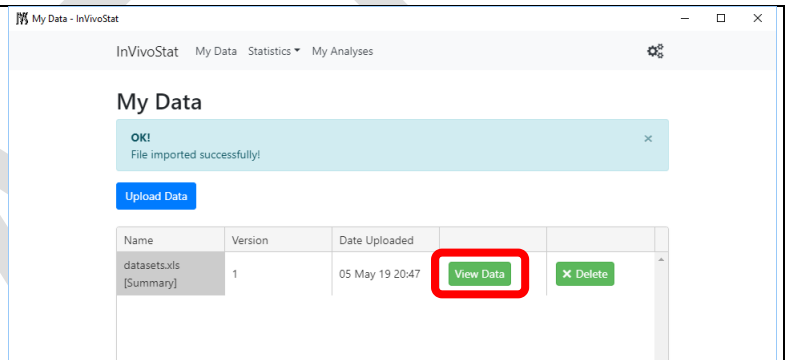 My Data - InVivoStat
InVivoStat My Data Statistics My Analyses
My Data
OK!
File imported successfully!
Upload Data
Name Version Date Uploaded
datasets.xls
[Summary] 1 05 May 19 20:47 View Data × Delete